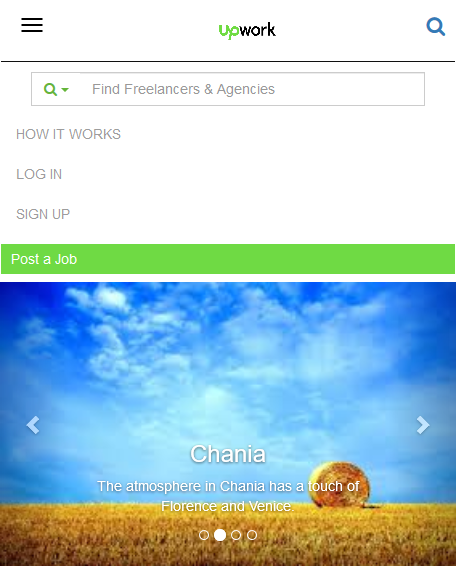 upwork
Find Freelancers & Agencies
HOW IT WORKS
LOG IN
SIGN UP
Post a Job
Chania
The atmosphere in Chania has a touch of
Florence and Venice.